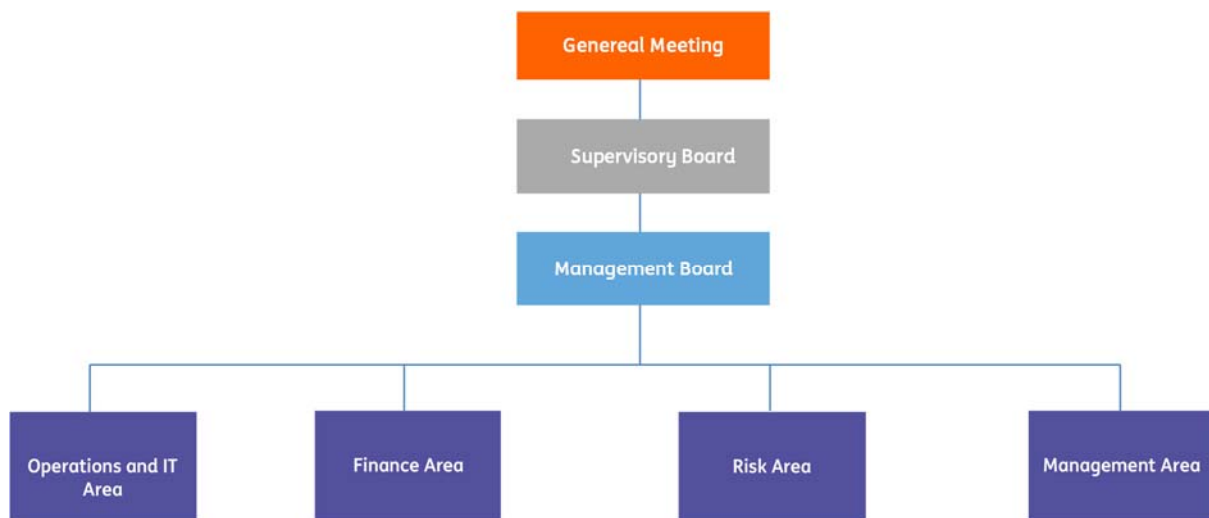 Genereal Meeting
Supervisory Board
Management Board
Operations and IT
Area
Finance Area
Risk Area
Management Area